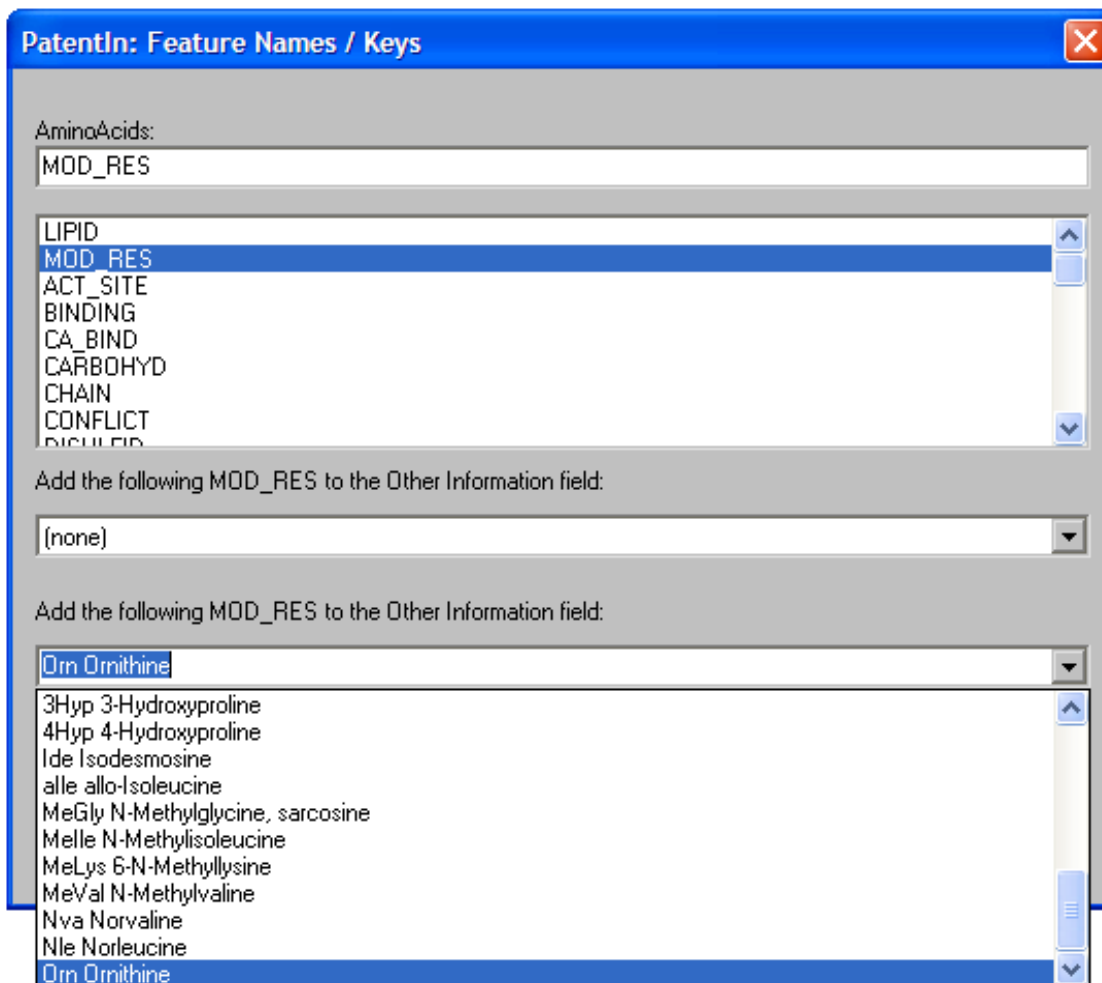 PatentIn: Feature Names / Keys
AminoAcids:
MOD_RES
LIPID
MOD_RES
ACT_SITE
BINDING
CA_BIND
CARBOHYD
CHAIN
CONFLICT
DISULFID
Add the following MOD_RES to the Other Information field:
(none)
Add the following MOD_RES to the Other Information field:
Orn Ornithine
3Hyp 3-Hydroxyproline
4Hyp 4-Hydroxyproline
Ide Isodesmosine
aIle allo-Isoleucine
MeGly N-Methylglycine, sarcosine
MeIle N-Methylisoleucine
MeLys 6-N-Methyllysine
MeVal N-Methylvaline
Nva Norvaline
Nle Norleucine
Orn Ornithine